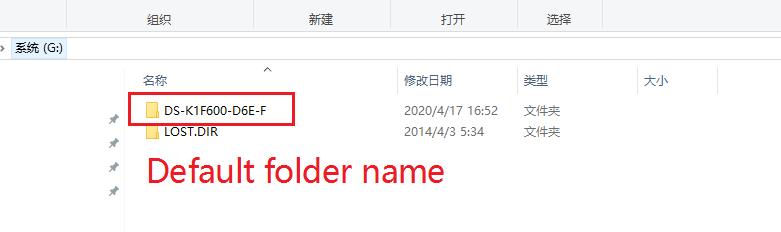 组织 新建 打开 选择
系统 (G:)
名称 修改日期 类型 大小
DS-K1F600-D6E-F 2020/4/17 16:52 文件夹
LOST.DIR 2014/4/3 5:34 文件夹
Default folder name